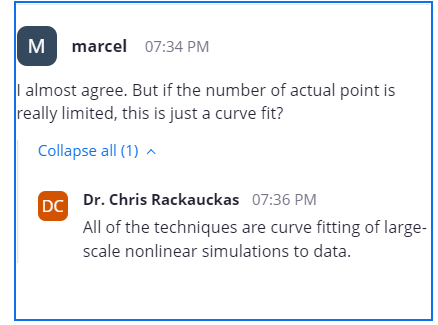 M marcel 07:34 PM
I almost agree. But if the number of actual point is
really limited, this is just a curve fit?
Collapse all (1)
DC Dr. Chris Rackauckas 07:36 PM
All of the techniques are curve fitting of large-
scale nonlinear simulations to data.